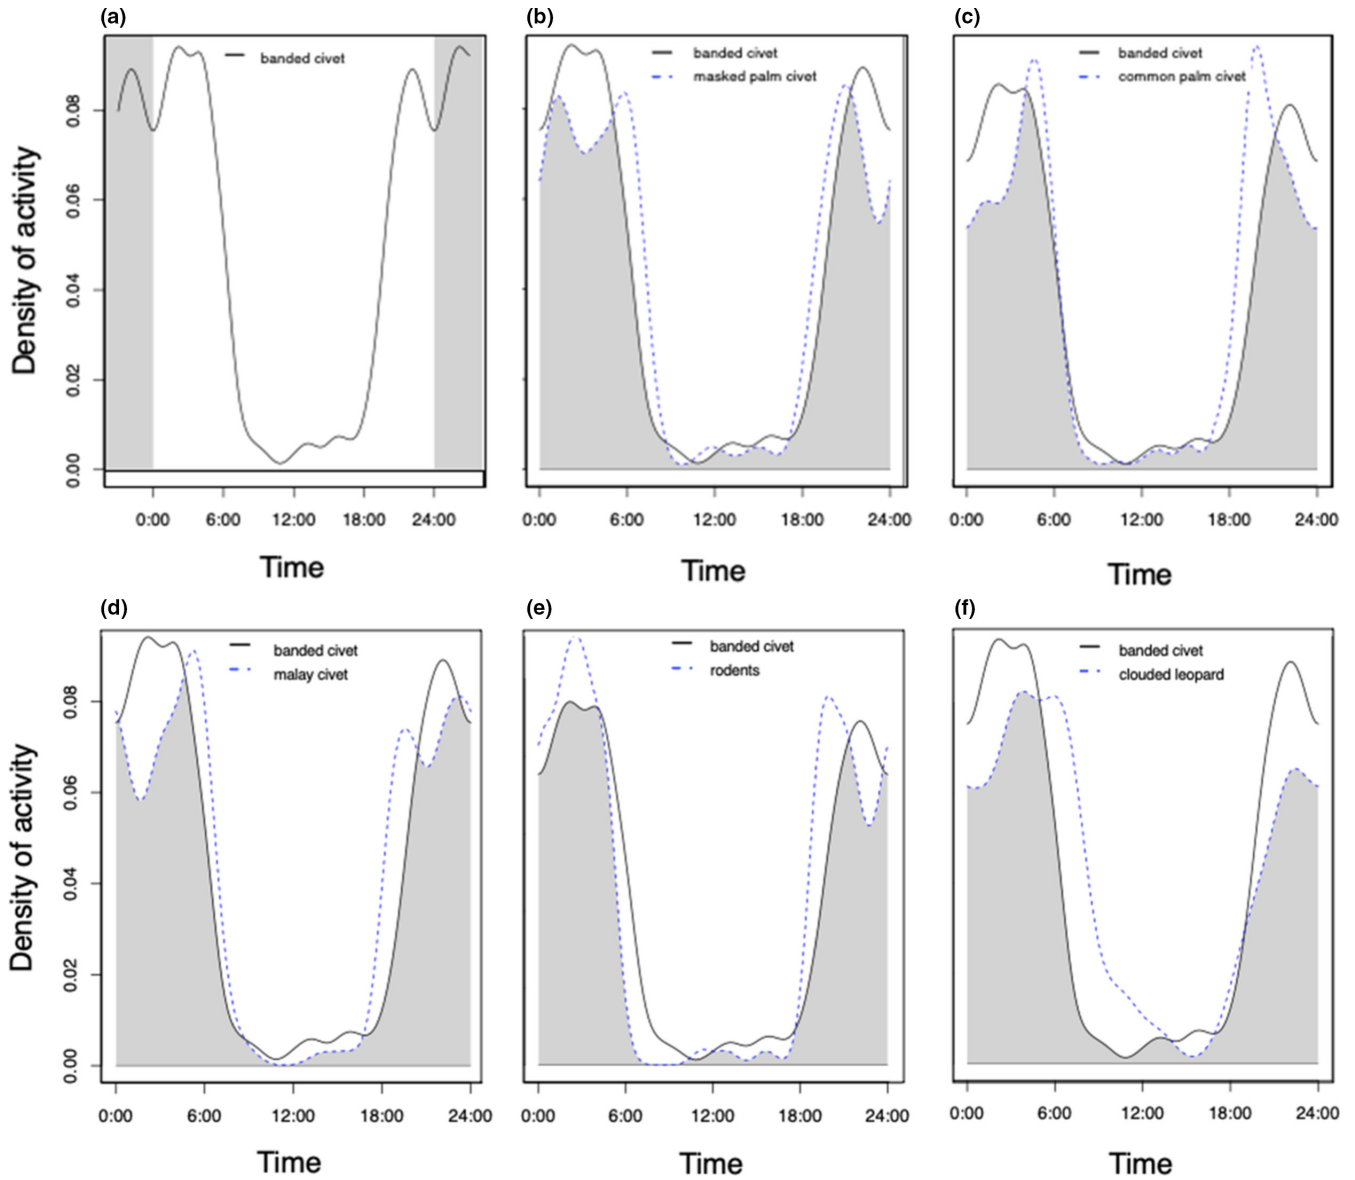 (a)
banded civet
Density of activity
0.08
0.06
0.04
0.02
0.00
0:00 6:00 12:00 18:00 24:00
Time
(b)
banded civet
masked palm civet
0:00 6:00 12:00 18:00 24:00
Time
(c)
banded civet
common palm civet
0:00 6:00 12:00 18:00 24:00
Time
(d)
banded civet
malay civet
Density of activity
0.08
0.06
0.04
0.02
0.00
0:00 6:00 12:00 18:00 24:00
Time
(e)
banded civet
rodents
0:00 6:00 12:00 18:00 24:00
Time
(f)
banded civet
clouded leopard
0:00 6:00 12:00 18:00 24:00
Time